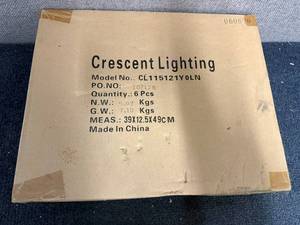 Crescent Lighting
Model No.: CL115121Y0LN
PO.NO:
Quantity.: 6 Pcs
N.W.: Kgs
G.W.: Kgs
MEAS.: 39X12.5X49CM
Made In China